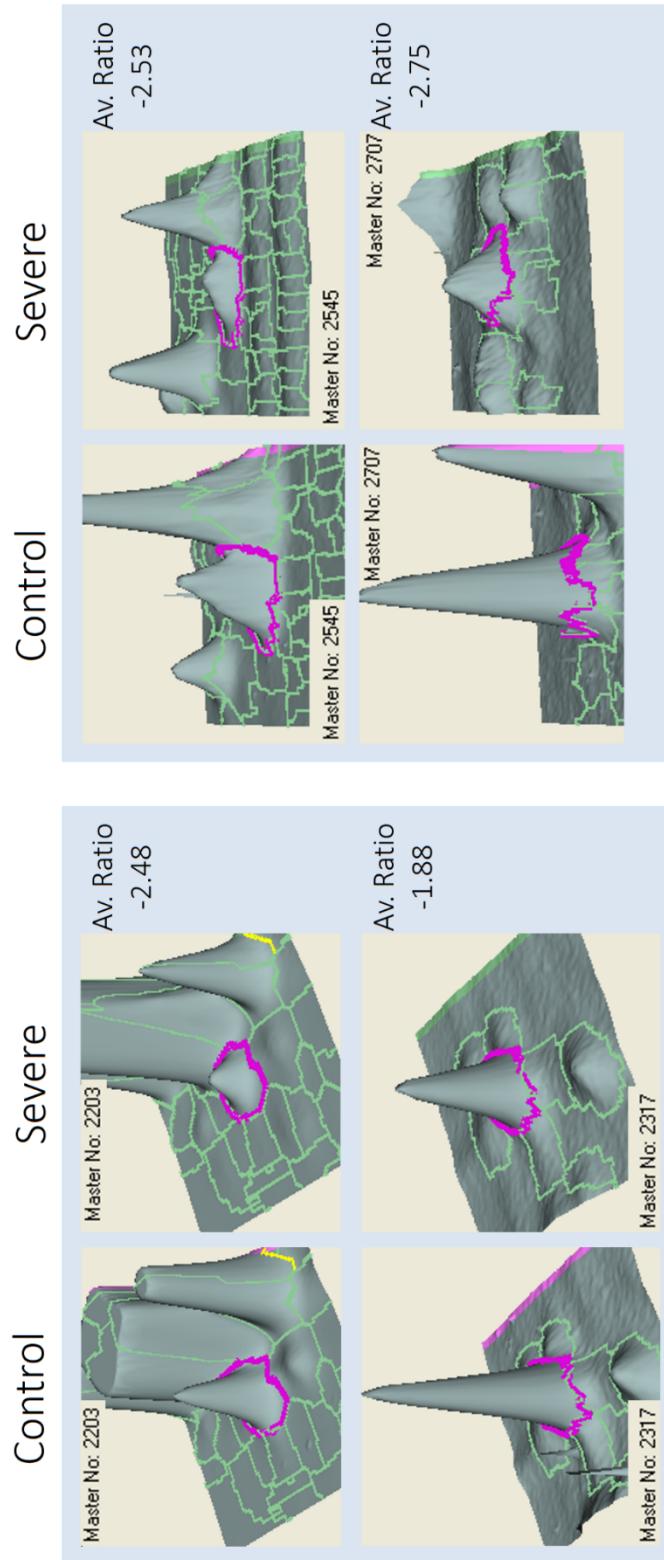 Control
Severe
Master No: 2203
Master No: 2203
Av. Ratio
-2.48
Master No: 2317
Master No: 2317
Av. Ratio
-1.88
Control
Severe
Master No: 2545
Master No: 2545
Av. Ratio
-2.53
Master No: 2707
Master No: 2707
Av. Ratio
-2.75